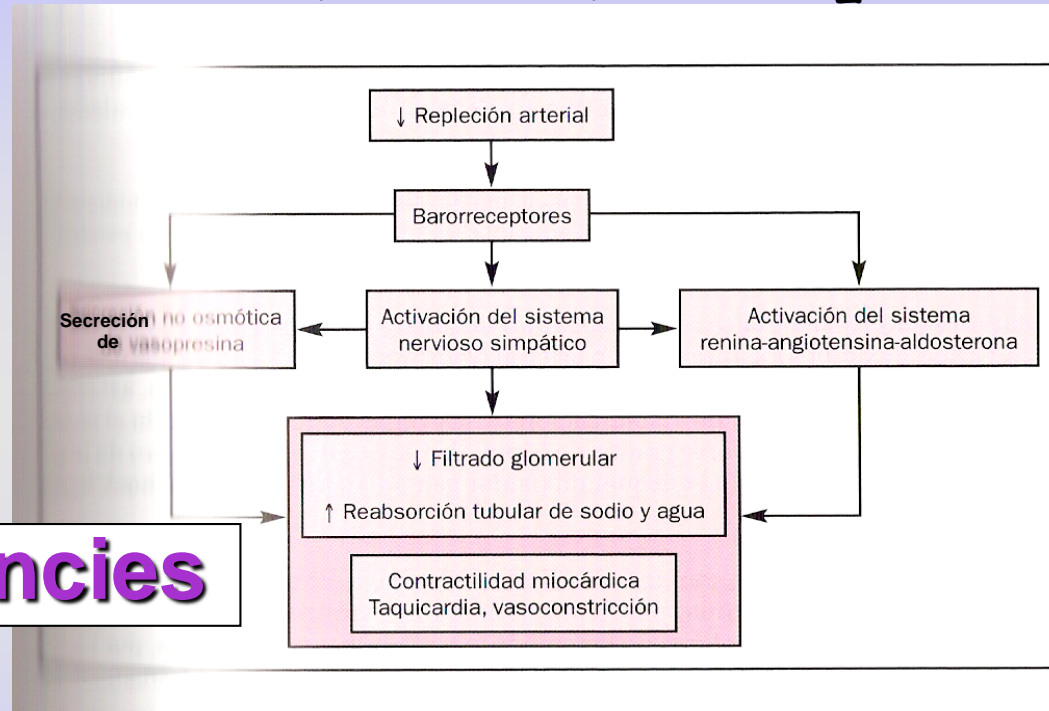 ↓ Repleción arterial
Barorreceptores
Secreción no osmótica
de vasopresina
Activación del sistema
nervioso simpático
Activación del sistema
renina-angiotensina-aldosterona
↓ Filtrado glomerular
↑ Reabsorción tubular de sodio y agua
Contractilidad miocárdica
Taquicardia, vasoconstricción
ncies